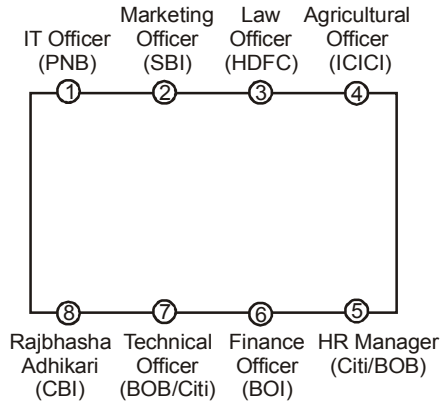 IT Officer
(PNB)
Marketing
Officer
(SBI)
Law
Officer
(HDFC)
Agricultural
Officer
(ICICI)
1
2
3
4
8
7
6
5
Rajbhasha
Adhikari
(CBI)
Technical
Officer
(BOB/Citi)
Finance
Officer
(BOI)
HR Manager
(Citi/BOB)